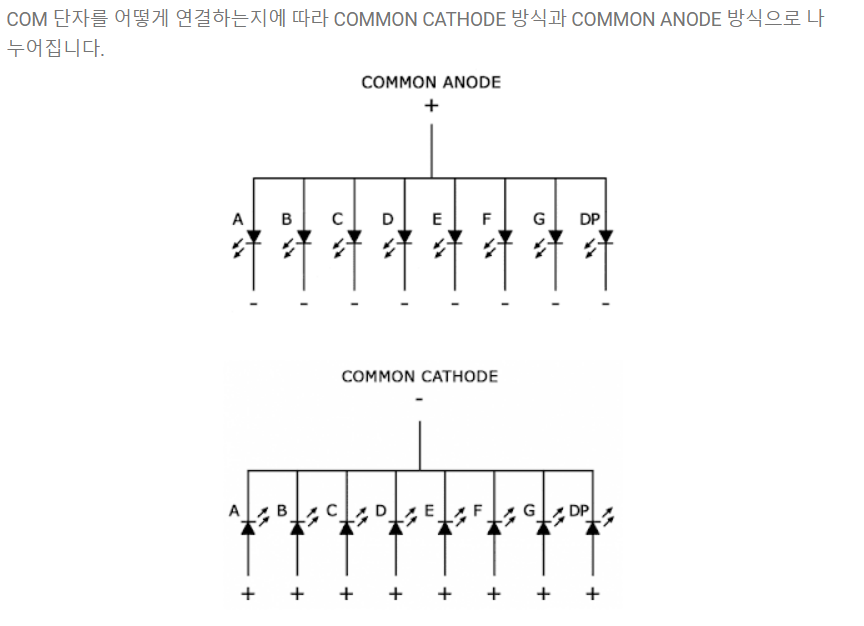 COM 단자를 어떻게 연결하는지에 따라 COMMON CATHODE 방식과 COMMON ANODE 방식으로 나
누어집니다.
COMMON ANODE
+
A B C D E F G DP
- - - - - - - -
COMMON CATHODE
-
A B C D E F G DP
+ + + + + + + +